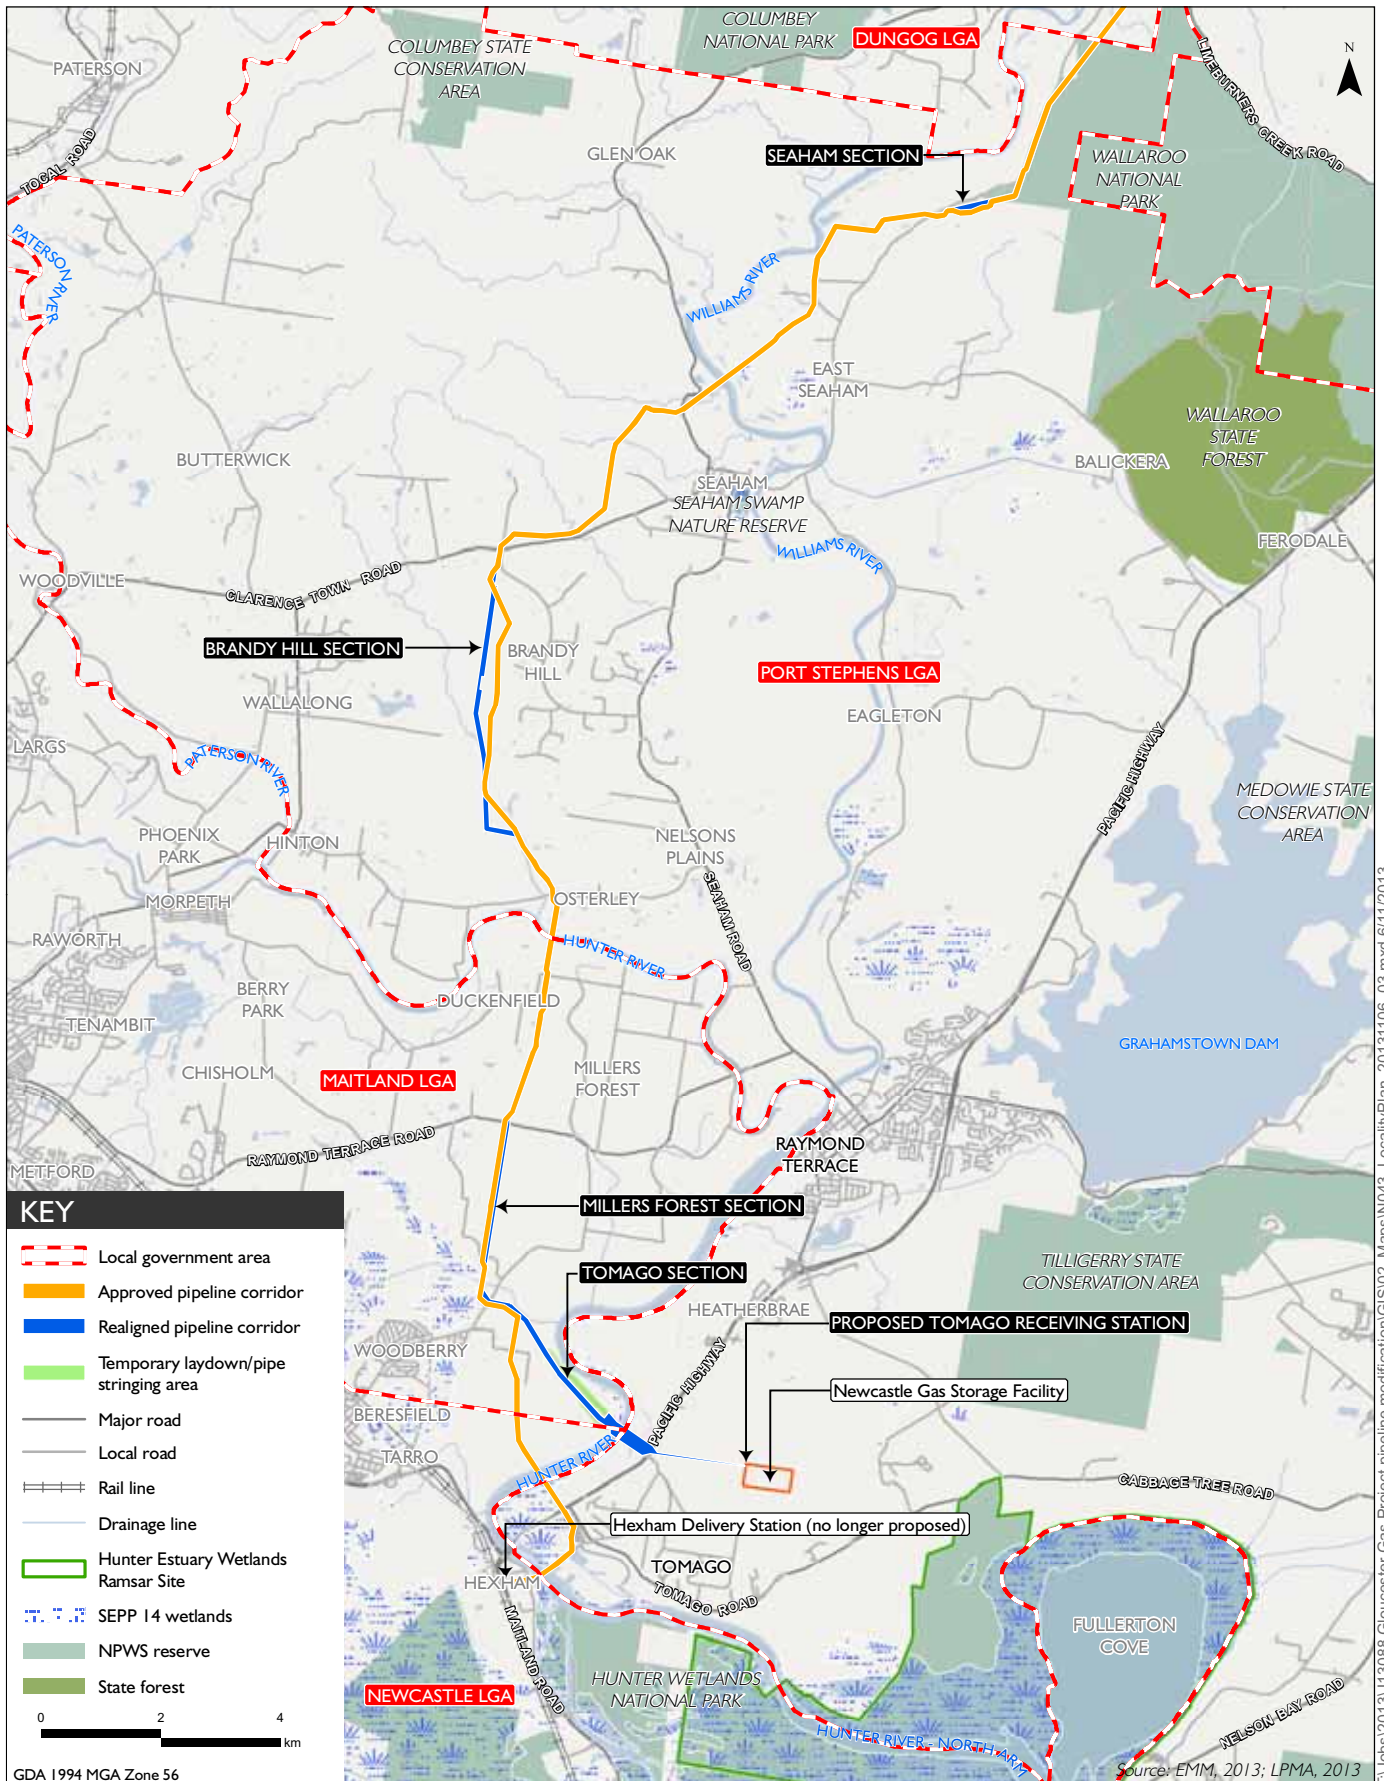 COLUMBEY
NATIONAL PARK
DUNGOG LGA
COLUMBEY STATE
CONSERVATION
AREA
PATERSON
LIMEBURNERS CREEK ROAD
N
TOCAL ROAD
GLEN OAK
SEAHAM SECTION
WALLAROO
NATIONAL
PARK
PATERSON
RIVER
WILLIAMS RIVER
EAST
SEAHAM
WALLAROO
STATE
FOREST
BUTTERWICK
BALICKERA
SEAHAM
SEAHAM SWAMP
NATURE RESERVE
WILLIAMS RIVER
FERODALE
WOODVILLE
CLARENCE TOWN ROAD
BRANDY HILL SECTION
BRANDY
HILL
PORT STEPHENS LGA
WALLALONG
EAGLETON
LARGS
PATERSON RIVER
PACIFIC HIGHWAY
MEDOWIE STATE
CONSERVATION
AREA
PHOENIX
PARK
HINTON
NELSONS
PLAINS
MORPETH
OSTERLEY
SEAHAM ROAD
RAWORTH
HUNTER RIVER
BERRY
PARK
DUCKENFIELD
TENAMBIT
GRAHAMSTOWN DAM
CHISHOLM
MAITLAND LGA
MILLERS
FOREST
RAYMOND TERRACE ROAD
RAYMOND
TERRACE
METFORD
MILLERS FOREST SECTION
TOMAGO SECTION
TILLIGERRY STATE
CONSERVATION AREA
HEATHERBRAE
PROPOSED TOMAGO RECEIVING STATION
WOODBERRY
PACIFIC HIGHWAY
Newcastle Gas Storage Facility
BERESFIELD
TARRO
HUNTER RIVER
CABBAGE TREE ROAD
Hexham Delivery Station (no longer proposed)
TOMAGO
HEXHAM
TOMAGO ROAD
MAITLAND ROAD
FULLERTON
COVE
HUNTER WETLANDS
NATIONAL PARK
NEWCASTLE LGA
HUNTER RIVER - NORTH ARM
NELSON BAY ROAD
Source: EMM, 2013; LPMA, 2013
KEY
Local government area
Approved pipeline corridor
Realigned pipeline corridor
Temporary laydown/pipe
stringing area
Major road
Local road
Rail line
Drainage line
Hunter Estuary Wetlands
Ramsar Site
SEPP 14 wetlands
NPWS reserve
State forest
0 2 4
km
GDA 1994 MGA Zone 56